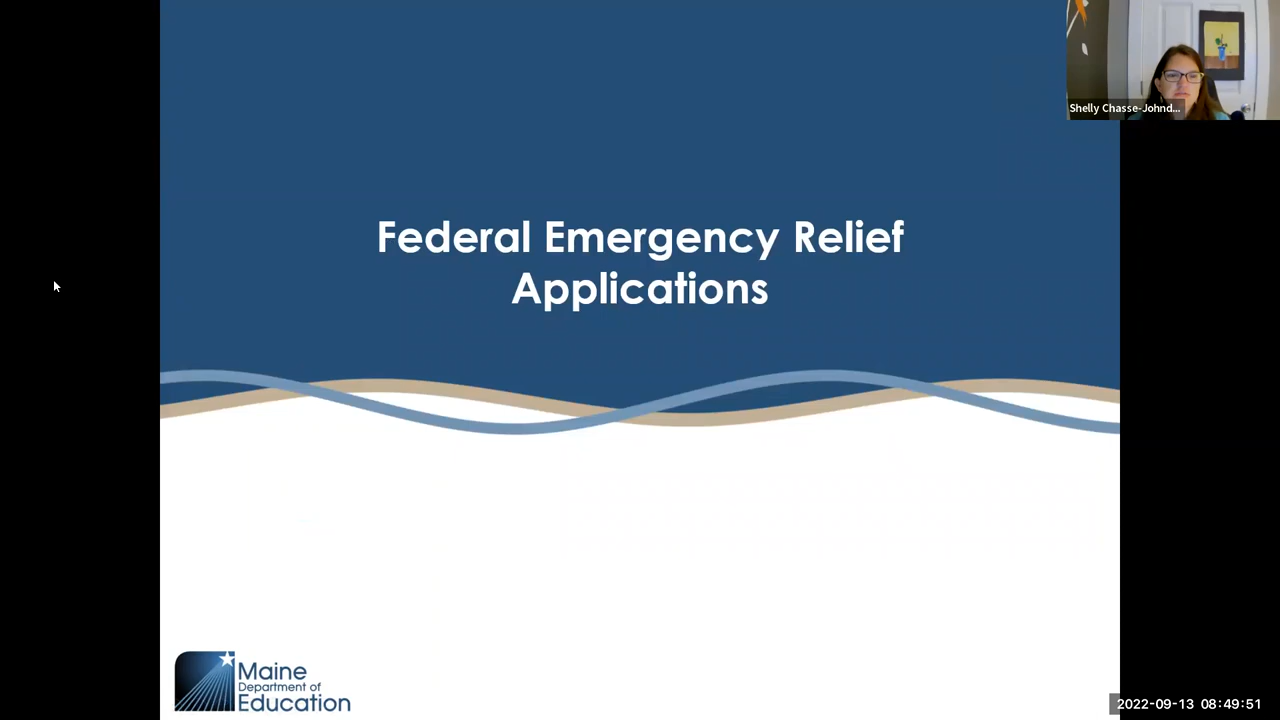 Shelly Chasse-Johnd...
Federal Emergency Relief
Applications
Maine
Department of
Education
2022-09-13 08:49:51